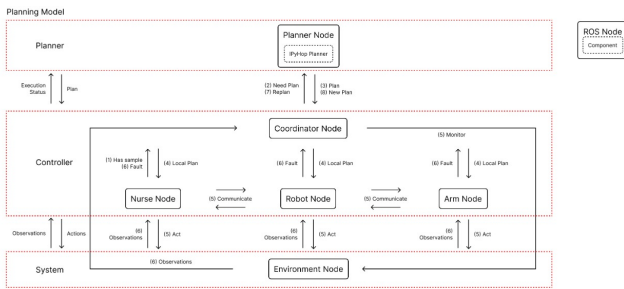 Planning Model
Planner Node
IPyHop Planner
Planner
ROS Node
Component
Execution
Status
Plan
(2) Need Plan
(7) Replan
(3) Plan
(8) New Plan
Coordinator Node
(5) Monitor
Controller
(1) Has sample
(6) Fault
(4) Local Plan
(6) Fault
(4) Local Plan
(6) Fault
(4) Local Plan
Nurse Node
(5) Communicate
Robot Node
(5) Communicate
Arm Node
Observations
Actions
(6)
Observations
(5) Act
(6)
Observations
(5) Act
(6)
Observations
(5) Act
(6) Observations
System
Environment Node